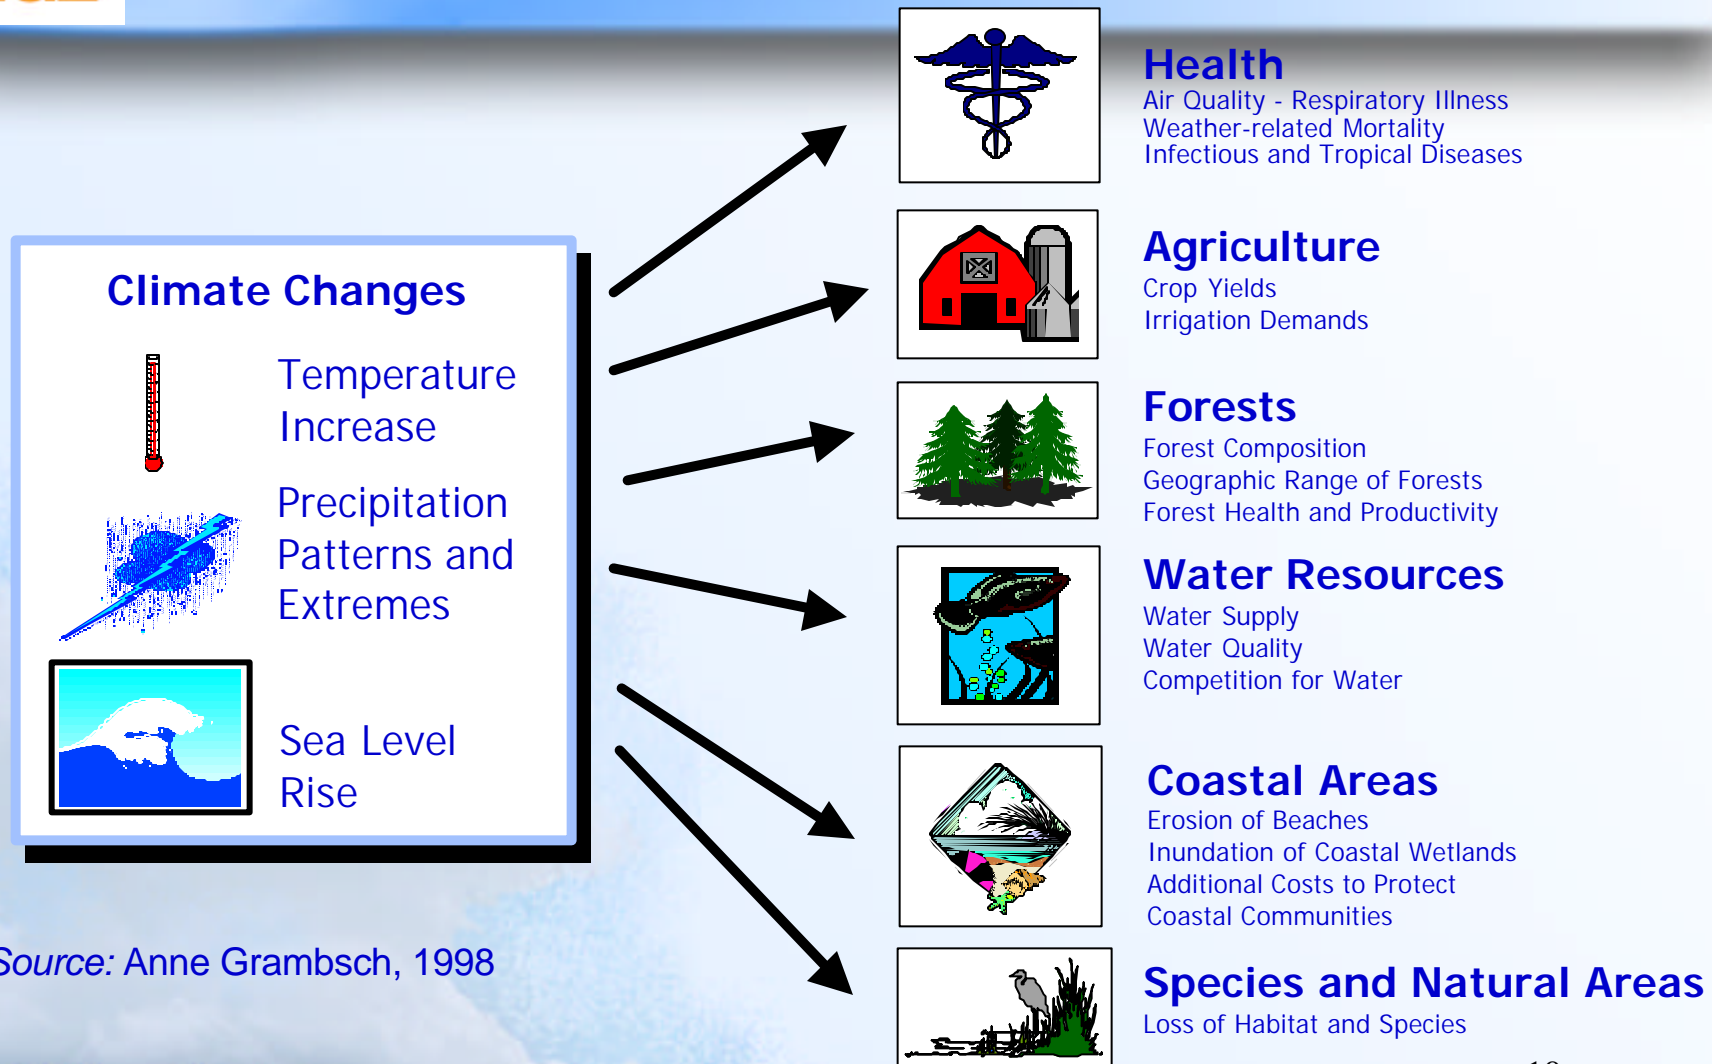 Climate Changes
Temperature
Increase
Precipitation
Patterns and
Extremes
Sea Level
Rise
Source: Anne Grambsch, 1998
Health
Air Quality - Respiratory Illness
Weather-related Mortality
Infectious and Tropical Diseases
Agriculture
Crop Yields
Irrigation Demands
Forests
Forest Composition
Geographic Range of Forests
Forest Health and Productivity
Water Resources
Water Supply
Water Quality
Competition for Water
Coastal Areas
Erosion of Beaches
Inundation of Coastal Wetlands
Additional Costs to Protect
Coastal Communities
Species and Natural Areas
Loss of Habitat and Species